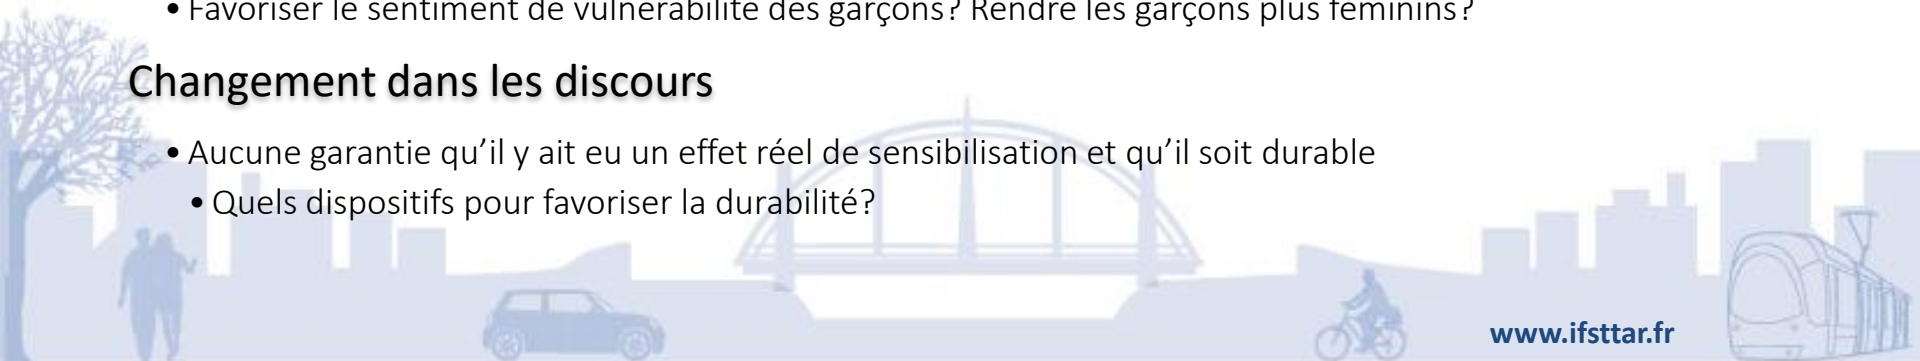 • Favoriser le sentiment de vulnérabilité des garçons? Rendre les garçons plus féminins?
Changement dans les discours
• Aucune garantie qu’il y ait eu un effet réel de sensibilisation et qu’il soit durable
• Quels dispositifs pour favoriser la durabilité?
www.ifsttar.fr